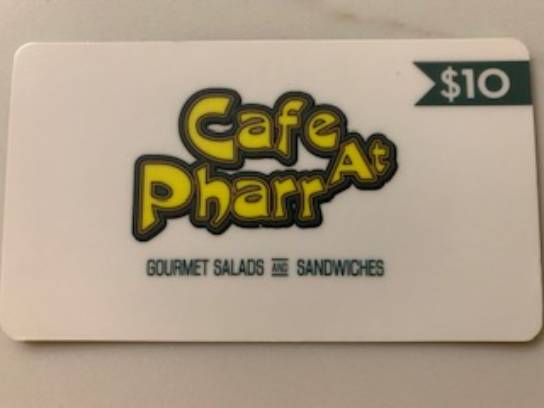 $10
Cafe At
Pharr
GOURMET SALADS AND SANDWICHES